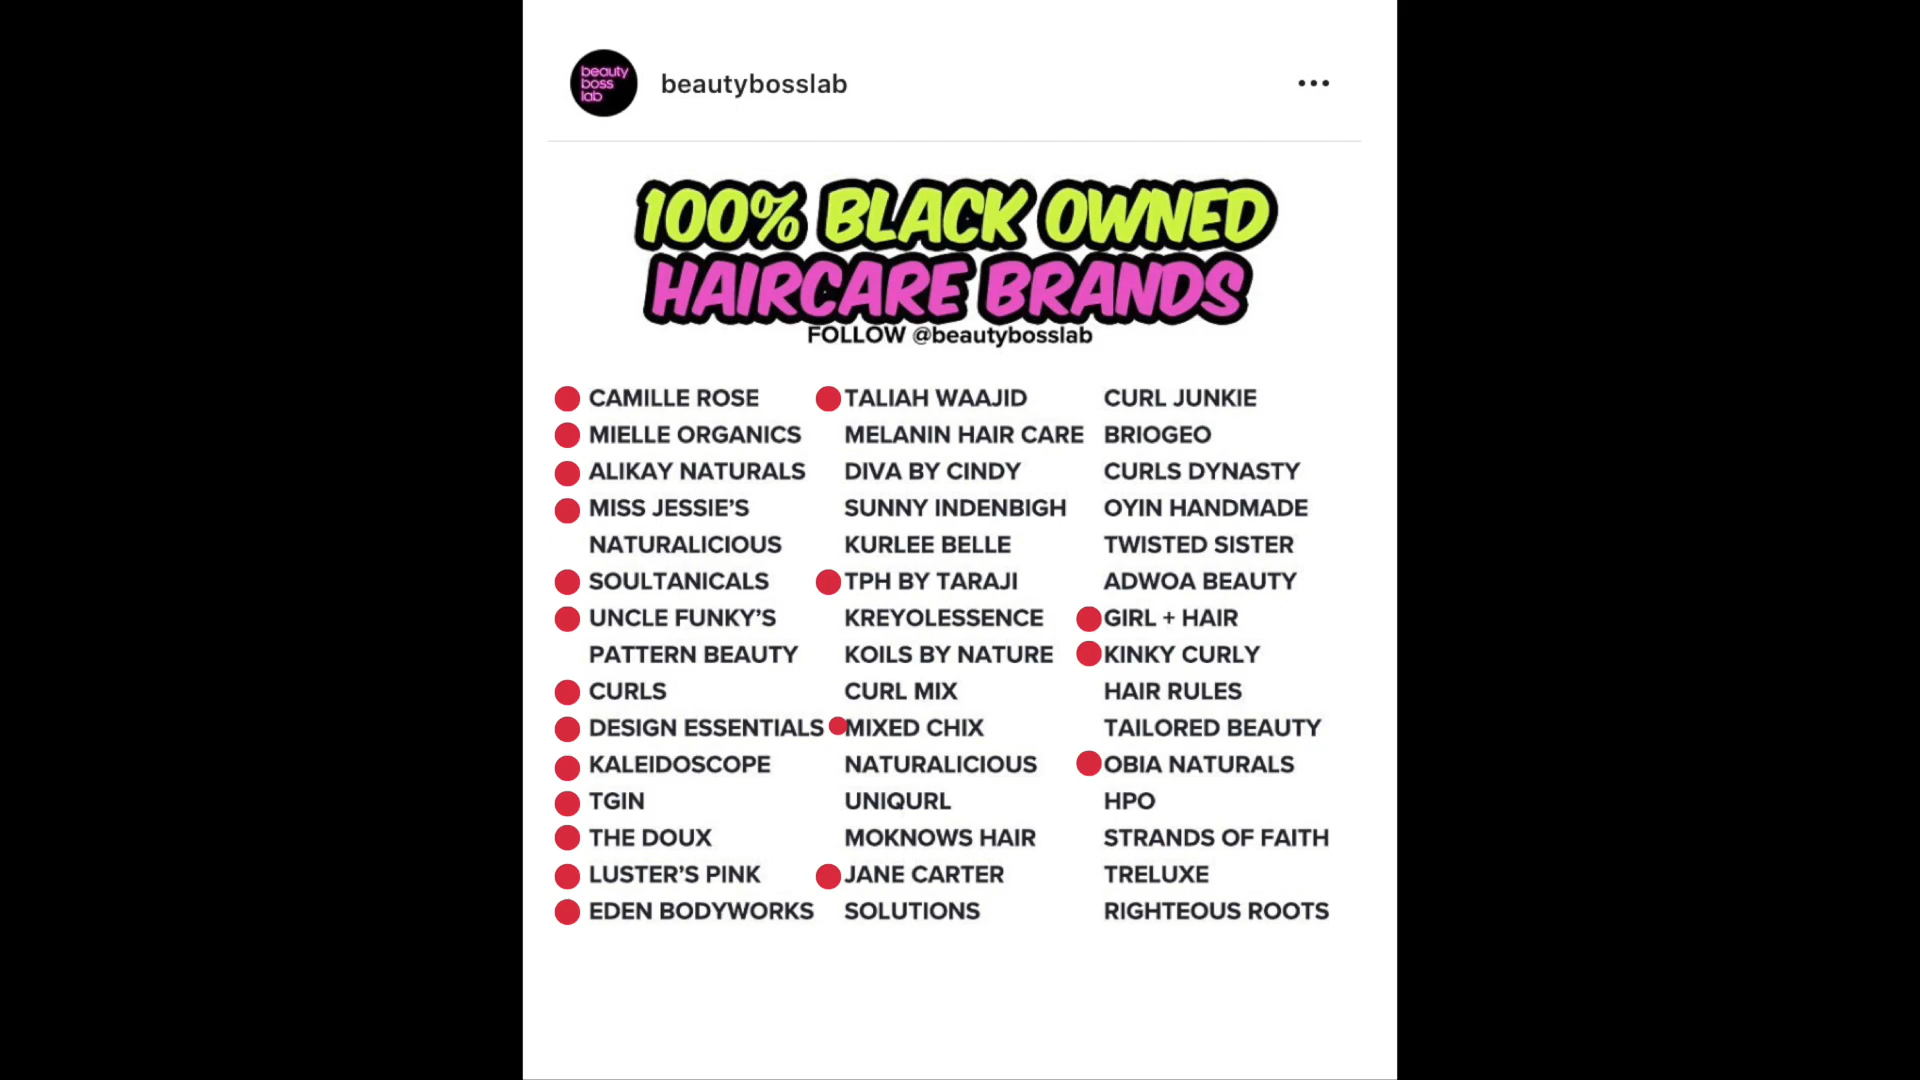 beauty
boss
lab
beautybosslab
100% BLACK OWNED
HAIRCARE BRANDS
FOLLOW @beautybosslab
CAMILLE ROSE
MIELLE ORGANICS
ALIKAY NATURALS
MISS JESSIE'S
NATURALICIOUS
SOULTANICALS
UNCLE FUNKY'S
PATTERN BEAUTY
CURLS
DESIGN ESSENTIALS
KALEIDOSCOPE
TGIN
THE DOUX
LUSTER'S PINK
EDEN BODYWORKS
TALIAH WAAJID
MELANIN HAIR CARE
DIVA BY CINDY
SUNNY INDENBIGH
KURLEE BELLE
TPH BY TARAJI
KREYOLESSENCE
KOILS BY NATURE
CURL MIX
MIXED CHIX
NATURALICIOUS
UNIQURL
MOKNOWS HAIR
JANE CARTER
SOLUTIONS
CURL JUNKIE
BRIOGEO
CURLS DYNASTY
OYIN HANDMADE
TWISTED SISTER
ADWOA BEAUTY
GIRL + HAIR
KINKY CURLY
HAIR RULES
TAILORED BEAUTY
OBIA NATURALS
HPO
STRANDS OF FAITH
TRELUXE
RIGHTEOUS ROOTS